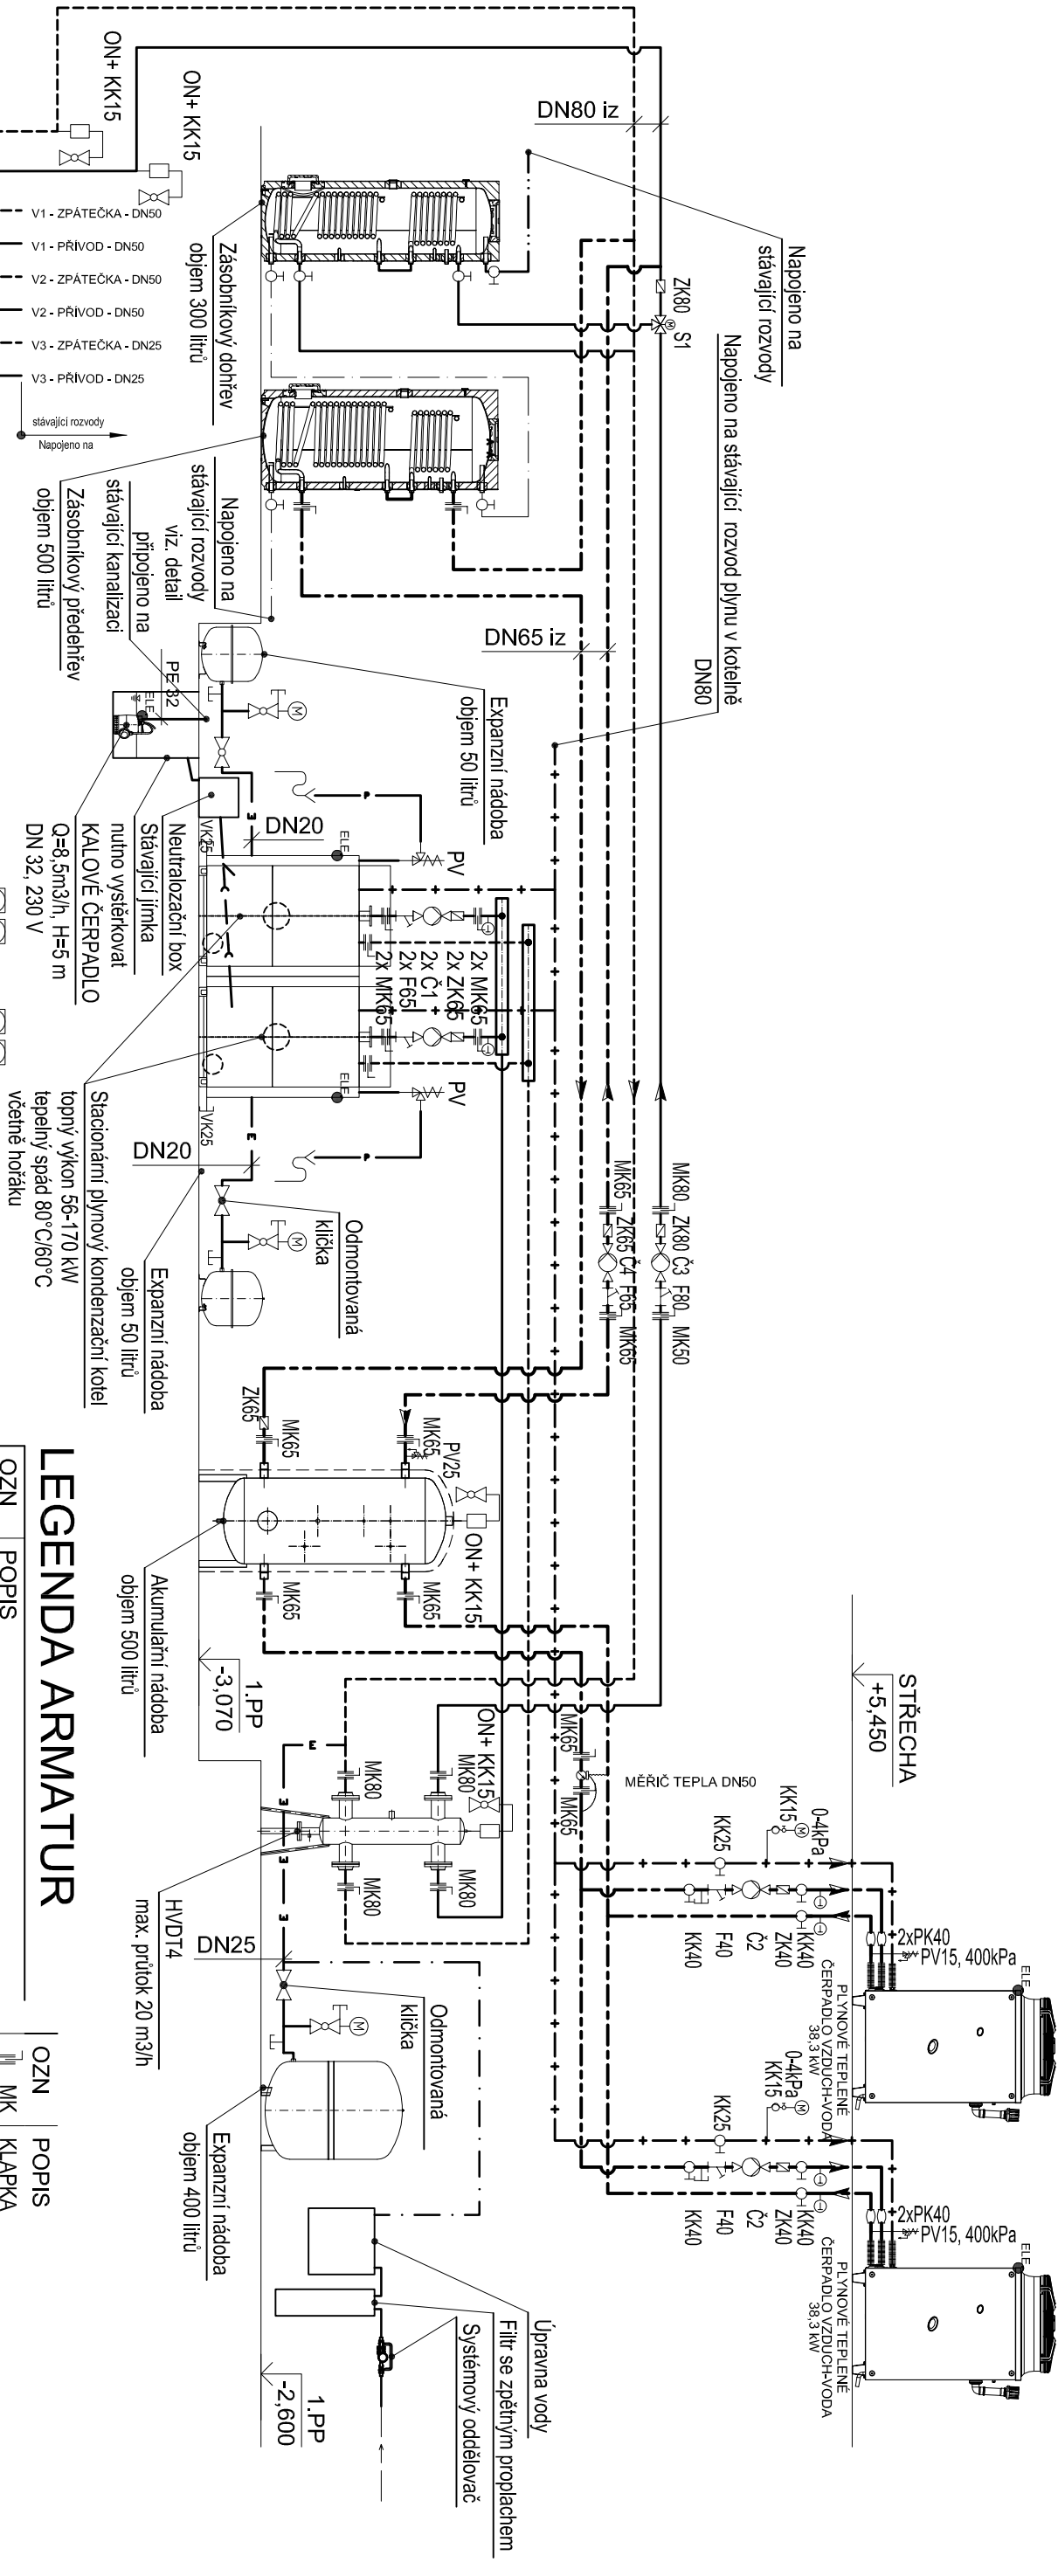 ON+ KK15
ON+ KK15
V1 - ZPÁTEČKA - DN50
V1 - PŘÍVOD - DN50
V2 - ZPÁTEČKA - DN50
V2 - PŘÍVOD - DN50
V3 - ZPÁTEČKA - DN25
V3 - PŘÍVOD - DN25
stávající rozvody
Napojeno na
DN80 iz
Napojeno na
stávající rozvody
ZK80
S1
Napojeno na stávající rozvod plynu v kotelně
DN80
Zásobníkový dohřev
objem 300 litrů
Napojeno na
stávající rozvody
viz. detail
připojeno na
stávající kanalizaci
Zásobníkový předehřev
objem 500 litrů
DN65 iz
Expanzní nádoba
objem 50 litrů
PE 32
ELE
M
DN20
P
E
ELE
PV
VK25
Neutralozační box
Stávající jímka
nutno vystěrkovat
KALOVÉ ČERPADLO
Q=8,5m3/h, H=5 m
DN 32, 230 V
2x MK65
2x ZK65
2x Č1
2x F65
2x MK65
T
T
ELE
PV
VK25
P
E
DN20
M
Stacionární plynový kondenzační kotel
topný výkon 56-170 kW
tepelný spád 80°C/60°C
včetně hořáku
Odmontovaná
klička
Expanzní nádoba
objem 50 litrů
MK80 ZK80 Č3 F80 MK50
MK65 ZK65 Č4 F65 MK65
ZK65
MK65
MK65
PV25
ON+ KK15
MK65
MK65
Akumulařní nádoba
objem 500 litrů
1.PP
-3,070
STŘECHA
+5,450
MK65
MĚŘIČ TEPLA DN50
MK65
ON+ KK15
MK80
MK80
MK80
MK80
E
E
E
HVDT4
max. průtok 20 m3/h
DN25
M
Odmontovaná
klička
Expanzní nádoba
objem 400 litrů
0-4kPa
KK15
M
KK25
KK40
F40
Č2
ZK40
KK40
T
2xPK40
PV15, 400kPa
ELE
PLYNOVÉ TEPLENÉ
ČERPADLO VZDUCH-VODA
38,3 kW
0-4kPa
KK15
M
KK25
KK40
F40
Č2
ZK40
KK40
T
2xPK40
PV15, 400kPa
ELE
PLYNOVÉ TEPLENÉ
ČERPADLO VZDUCH-VODA
38,3 kW
Úpravna vody
Filtr se zpětným proplachem
Systémový oddělovač
1.PP
-2,600
LEGENDA ARMATUR
OZN POPIS
OZN POPIS
MK KLAPKA